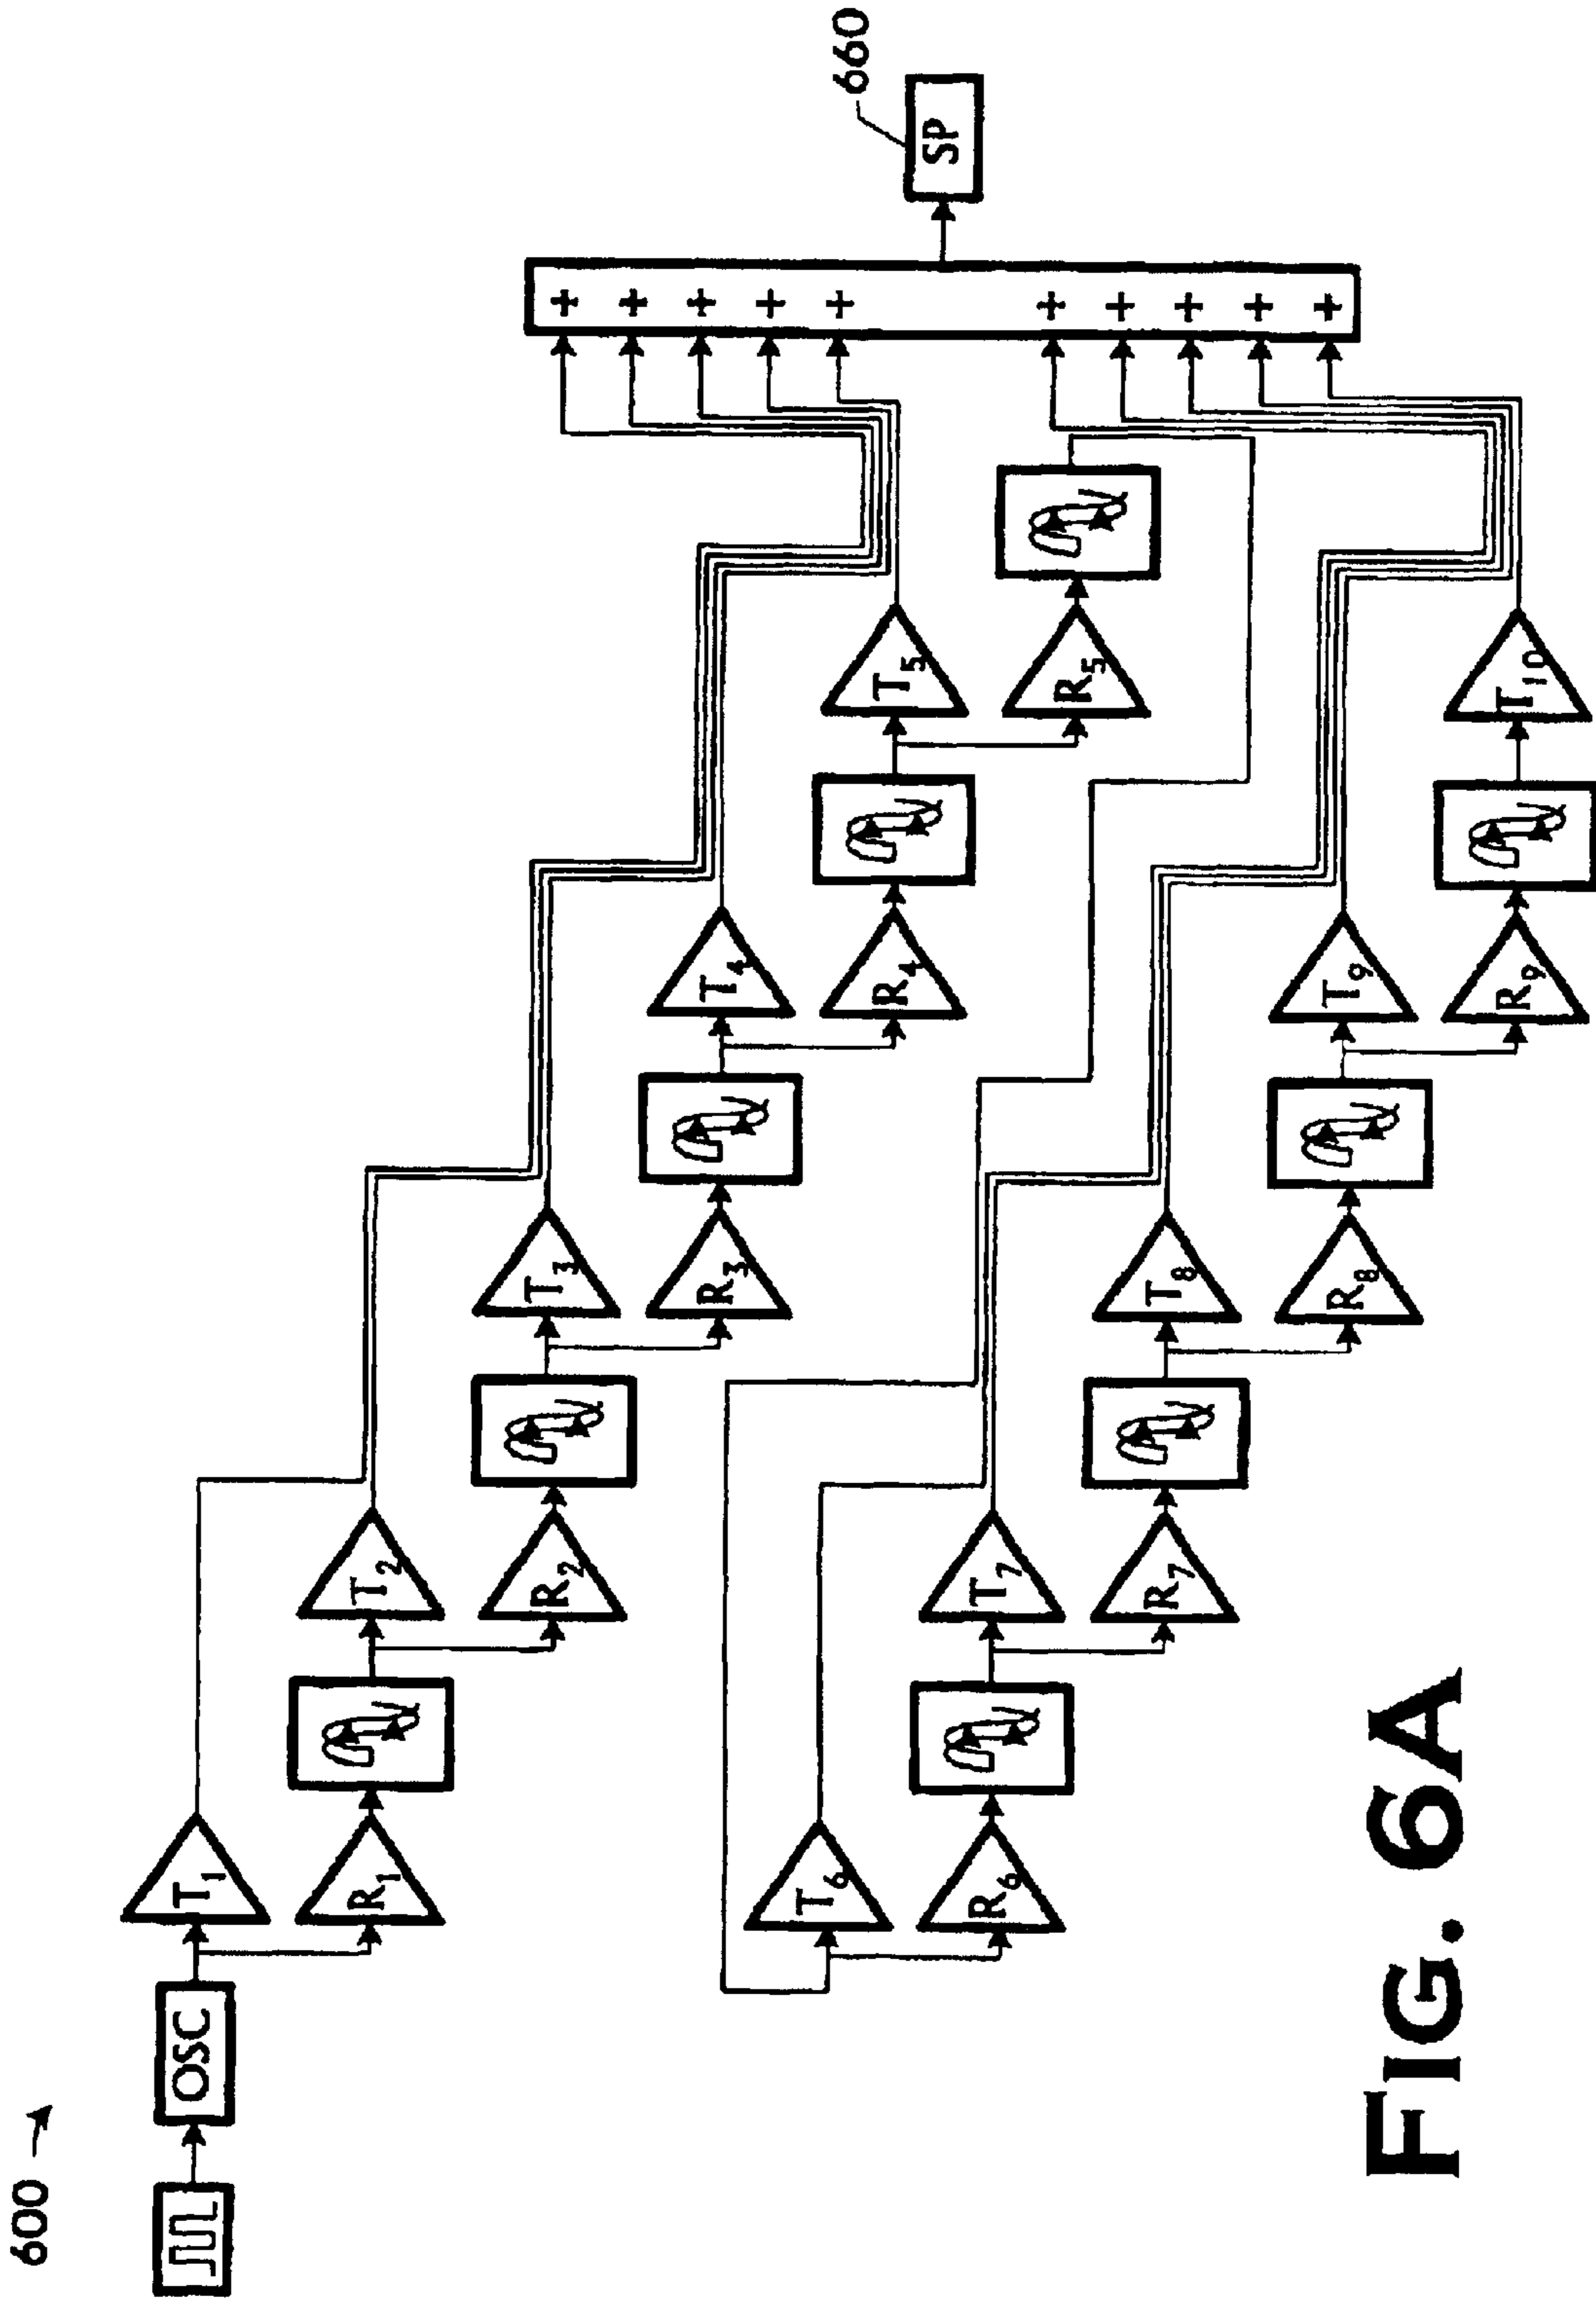 600
OSC
T1
R1
T2
R2
T3
R3
T4
R4
T5
R5
T6
R6
T7
R7
T8
R8
T9
R9
T10
+
+
+
+
+
+
+
+
+
+
SP
660
FIG. 6A